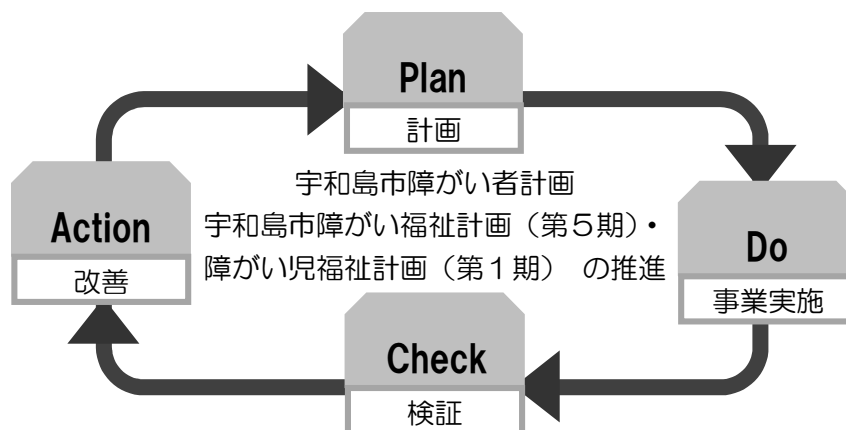 Plan
計画
宇和島市障がい者計画
宇和島市障がい福祉計画（第５期）・
障がい児福祉計画（第１期）　の推進
Action
改善
Do
事業実施
Check
検証